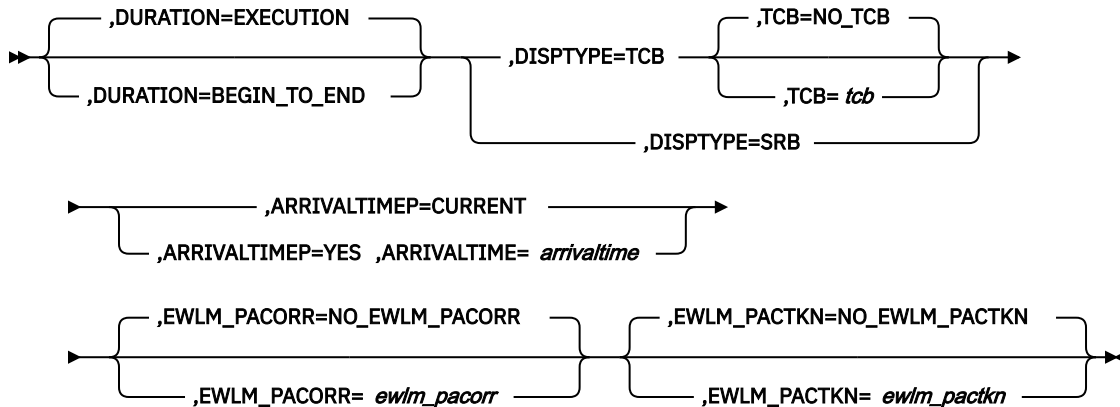 ,DURATION=EXECUTION ,TCB=NO_TCB
,DISPTYPE=TCB
,DURATION=BEGIN_TO_END ,TCB= tcb
,DISPTYPE=SRB
,ARRIVALTIMEP=CURRENT
,ARRIVALTIMEP=YES ,ARRIVALTIME= arrivaltime
,EWLM_PACORR=NO_EWLM_PACORR ,EWLM_PACTKN=NO_EWLM_PACTKN
,EWLM_PACORR= ewlm_pacorr ,EWLM_PACTKN= ewlm_pactkn